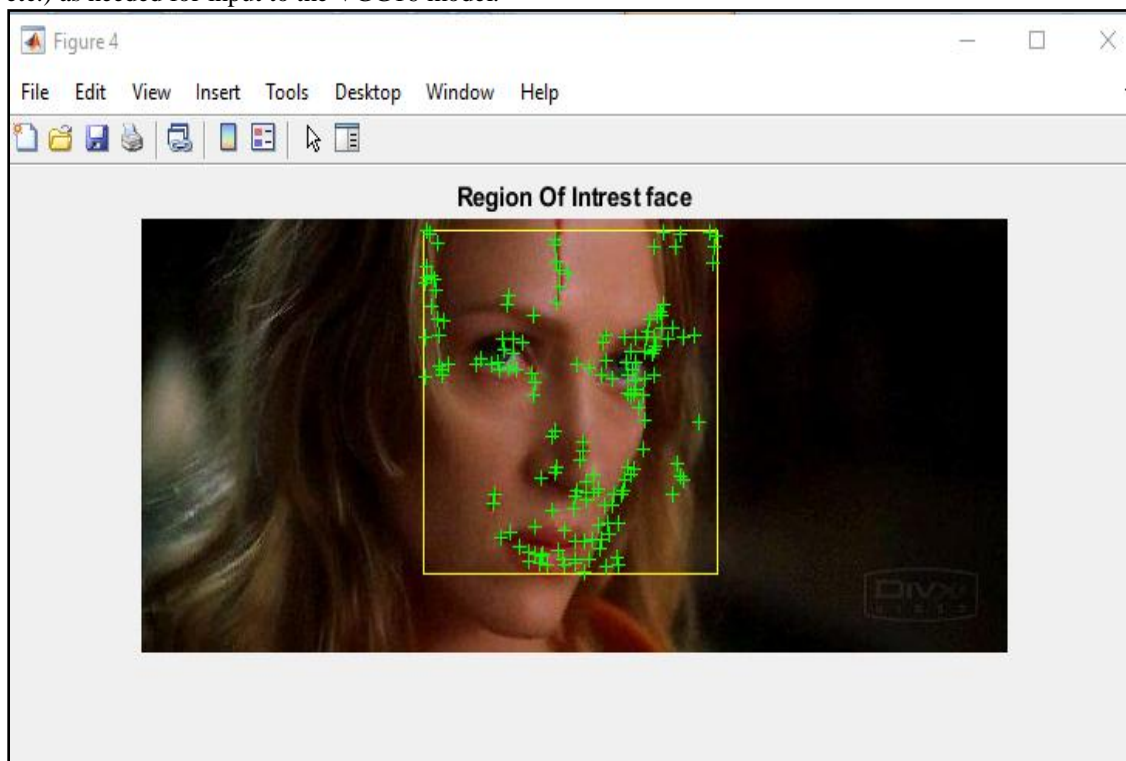 etc.) as needed for input to the VGG16 model.
Figure 4
File Edit View Insert Tools Desktop Window Help
Region Of Intrest face
DIVX
VIDEO